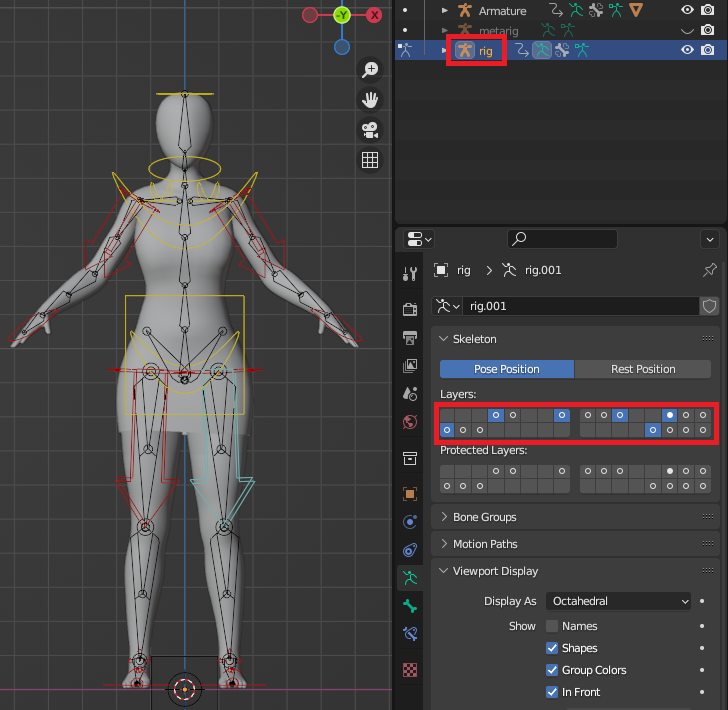 -Y
X
Armature
metarig
rig
rig
rig.001
rig.001
Skeleton
Pose Position
Rest Position
Layers:
Protected Layers:
Bone Groups
Motion Paths
Viewport Display
Display As
Octahedral
Show
Names
Shapes
Group Colors
In Front